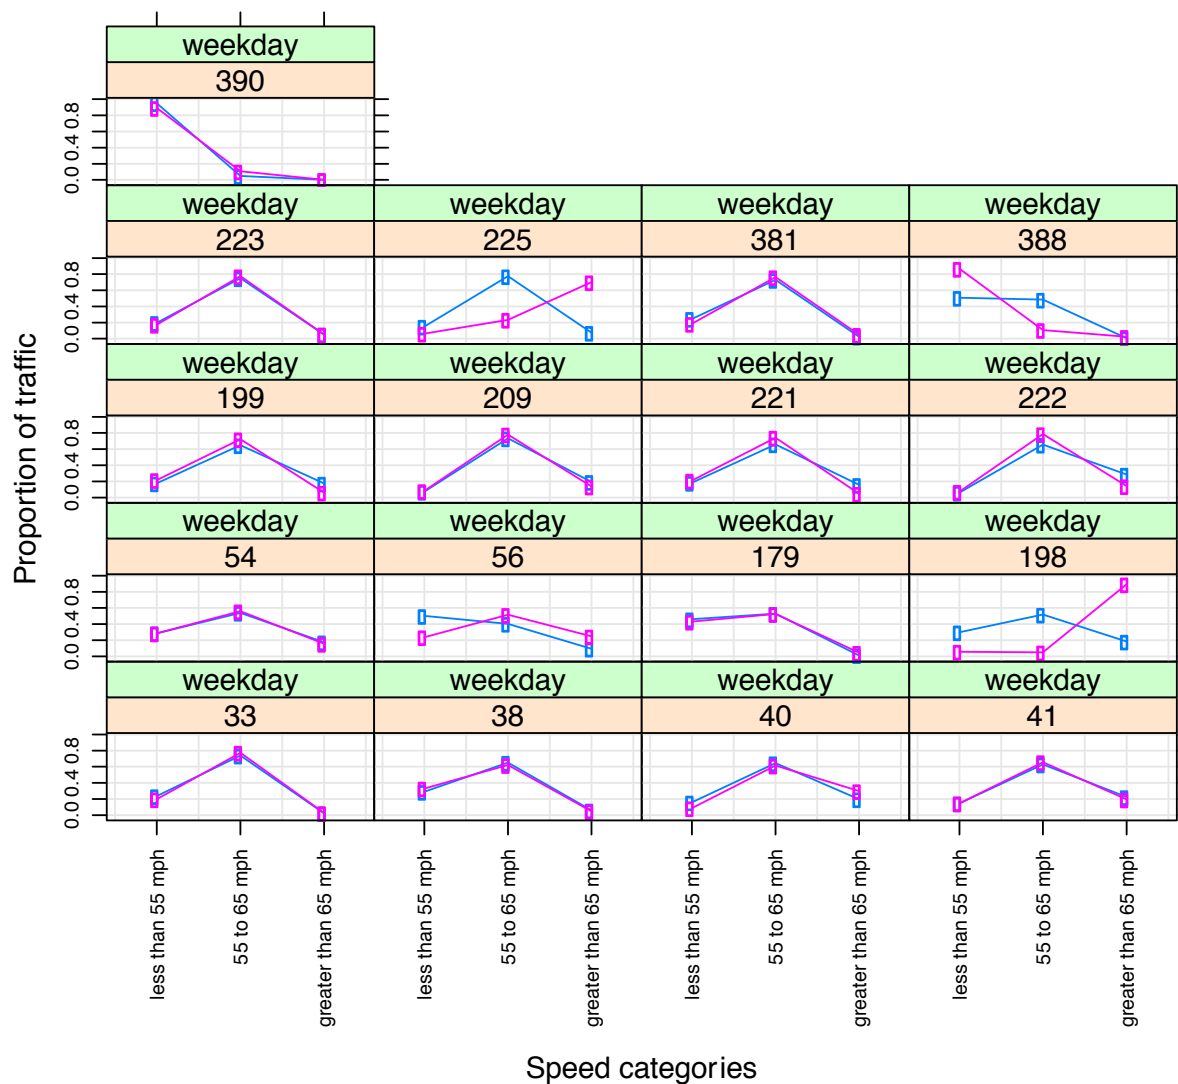 weekday
390
0.0 0.4 0.8
weekday weekday weekday weekday
223 225 381 388
0.0 0.4 0.8
weekday weekday weekday weekday
199 209 221 222
0.0 0.4 0.8
weekday weekday weekday weekday
54 56 179 198
0.0 0.4 0.8
weekday weekday weekday weekday
33 38 40 41
0.0 0.4 0.8
Proportion of traffic
less than 55 mph
55 to 65 mph
greater than 65 mph
less than 55 mph
55 to 65 mph
greater than 65 mph
less than 55 mph
55 to 65 mph
greater than 65 mph
less than 55 mph
55 to 65 mph
greater than 65 mph
Speed categories